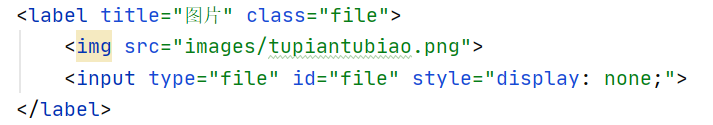 <label title="图片" class="file">
<img src="images/tupiantubiao.png">
<input type="file" id="file" style="display: none;">
</label>